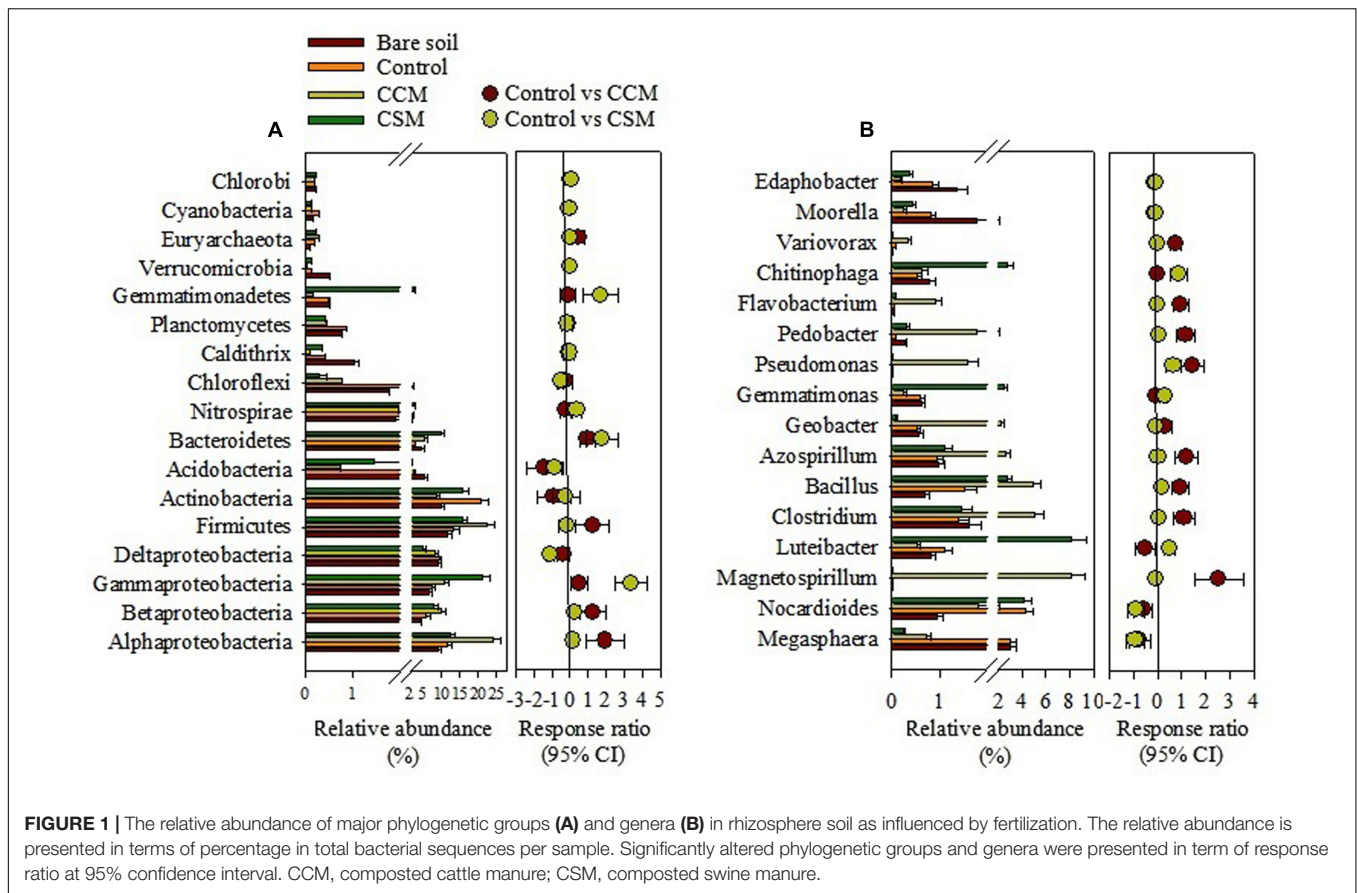 Bare soil
Control
CCM
CSM
Control vs CCM
Control vs CSM
A
Chlorobi
Cyanobacteria
Euryarchaeota
Verrucomicrobia
Gemmatimonadetes
Planctomycetes
Caldithrix
Chloroflexi
Nitrospirae
Bacteroidetes
Acidobacteria
Actinobacteria
Firmicutes
Deltaproteobacteria
Gammaproteobacteria
Betaproteobacteria
Alphaproteobacteria
0 1 2 5 10 15 20 25
Relative abundance
(%)
-3 -2 -1 0 1 2 3 4 5
Response ratio
(95% CI)
B
Edaphobacter
Moorella
Variovorax
Chitinophaga
Flavobacterium
Pedobacter
Pseudomonas
Gemmatimonas
Geobacter
Azospirillum
Bacillus
Clostridium
Luteibacter
Magnetospirillum
Nocardioides
Megasphaera
0 1 2 4 6 8 10
Relative abundance
(%)
-2 -1 0 1 2 3 4
Response ratio
(95% CI)
FIGURE 1 | The relative abundance of major phylogenetic groups (A) and genera (B) in rhizosphere soil as influenced by fertilization. The relative abundance is
presented in terms of percentage in total bacterial sequences per sample. Significantly altered phylogenetic groups and genera were presented in term of response
ratio at 95% confidence interval. CCM, composted cattle manure; CSM, composted swine manure.